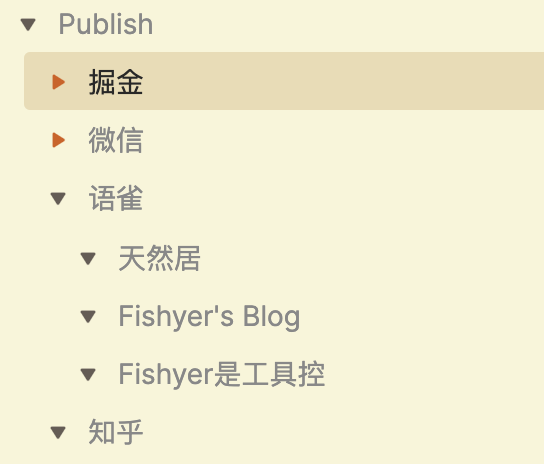 Publish
掘金
微信
语雀
天然居
Fishyer's Blog
Fishyer是工具控
知乎